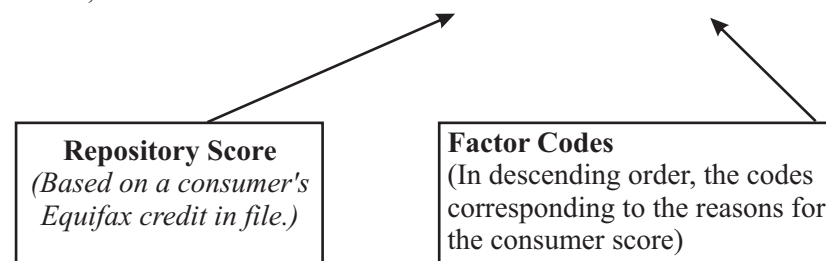 Repository Score
(Based on a consumer's
Equifax credit in file.)
Factor Codes
(In descending order, the codes
corresponding to the reasons for
the consumer score)